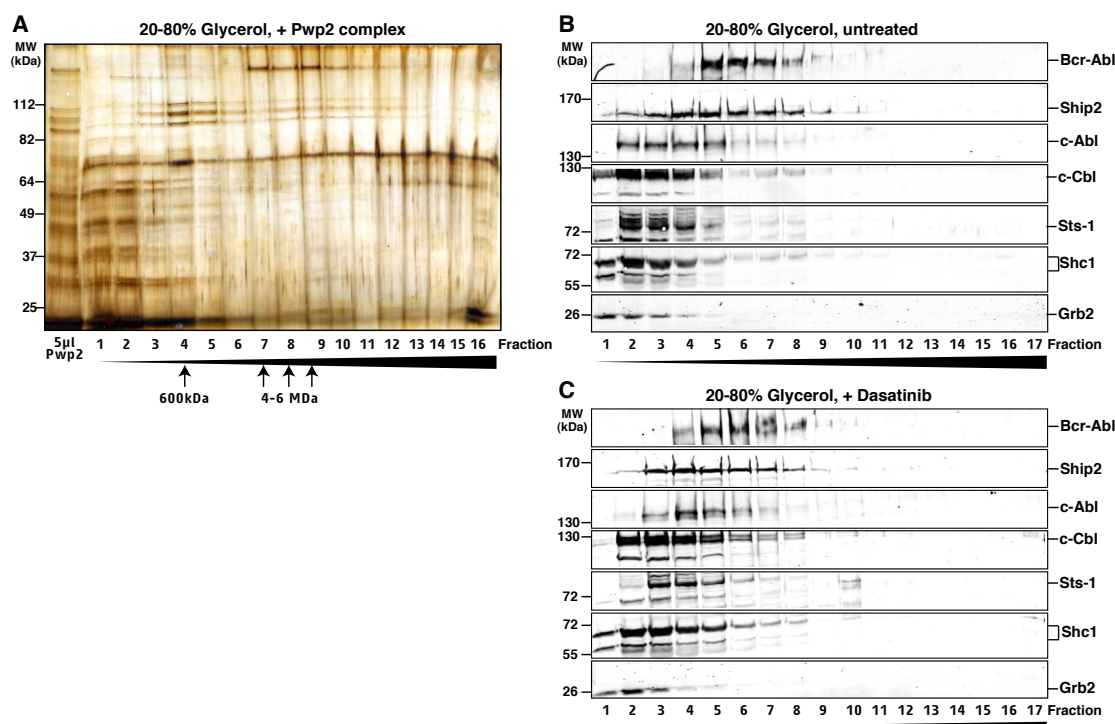 A
20-80% Glycerol, + Pwp2 complex
MW
(kDa)
112
82
64
49
37
25
5µl
Pwp2
1 2 3 4 5 6 7 8 9 10 11 12 13 14 15 16 Fraction
600kDa
4-6 MDa
B
20-80% Glycerol, untreated
MW
(kDa)
Bcr-Abl
170
Ship2
c-Abl
130
130
c-Cbl
Sts-1
72
72
Shc1
55
26
Grb2
1 2 3 4 5 6 7 8 9 10 11 12 13 14 15 16 17 Fraction
C
20-80% Glycerol, + Dasatinib
MW
(kDa)
Bcr-Abl
170
Ship2
c-Abl
130
130
c-Cbl
Sts-1
72
72
Shc1
55
26
Grb2
1 2 3 4 5 6 7 8 9 10 11 12 13 14 15 16 17 Fraction